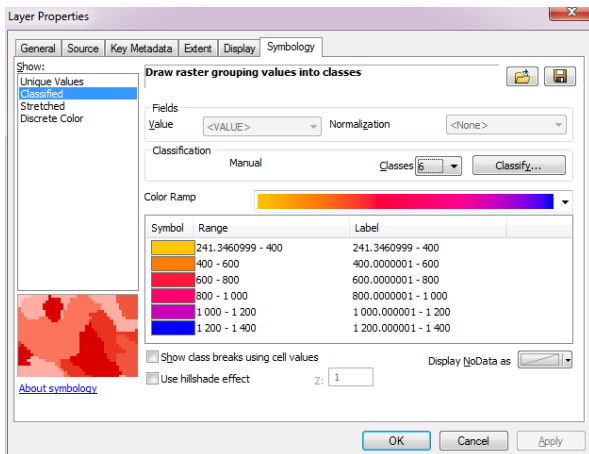 Layer Properties
General Source Key Metadata Extent Display Symbology
Show:
Unique Values
Classified
Stretched
Discrete Color
Draw raster grouping values into classes
Fields
Value <VALUE> Normalization <None>
Classification
Manual Classes 6 Classify...
Color Ramp
Symbol Range Label
241.3460999 - 400 241.3460999 - 400
400 - 600 400.0000001 - 600
600 - 800 600.0000001 - 800
800 - 1 000 800.0000001 - 1 000
1 000 - 1 200 1 000.000001 - 1 200
1 200 - 1 400 1 200.000001 - 1 400
Show class breaks using cell values Display NoData as
Use hillshade effect Z: 1
About symbology
OK Cancel Apply